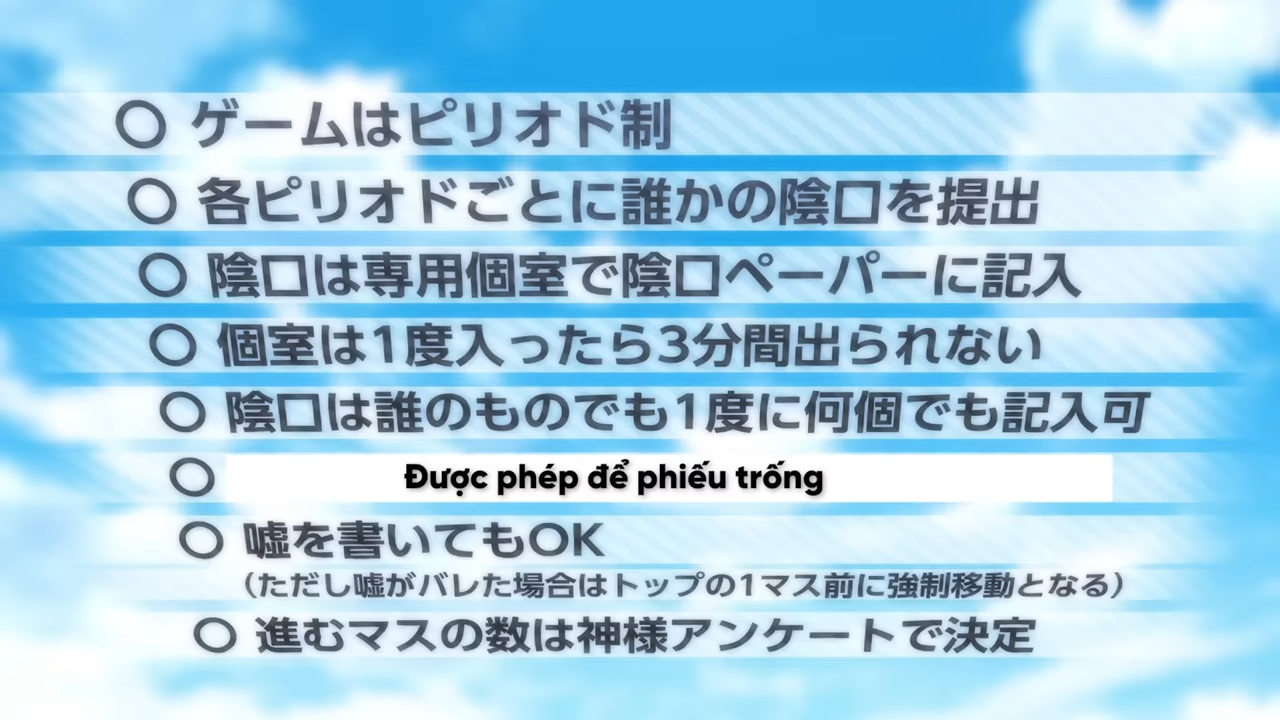 ○ ゲームはピリオド制
○ 各ピリオドごとに誰かの陰口を提出
○ 陰口は専用個室で陰口ペーパーに記入
○ 個室は1度入ったら3分間出られない
○ 陰口は誰のものでも1度に何個でも記入可
○ Được phép để phiếu trống
○ 嘘を書いてもOK
（ただし嘘がバレた場合はトップの1マス前に強制移動となる）
○ 進むマスの数は神様アンケートで決定